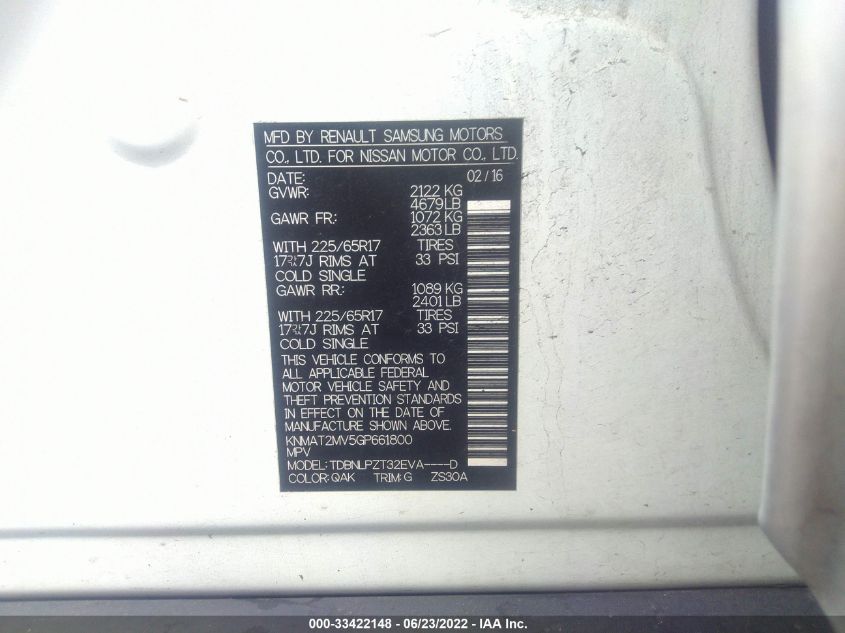 MFD BY RENAULT SAMSUNG MOTORS
CO., LTD. FOR NISSAN MOTOR CO., LTD.
DATE: 02/16
GVWR: 2122 KG
4679 LB
GAWR FR.: 1072 KG
2363 LB
WITH 225/65R17 TIRES
17 7J RIMS AT 33 PSI
COLD SINGLE
GAWR RR.: 1089 KG
2401 LB
WITH 225/65R17 TIRES
17 7J RIMS AT 33 PSI
COLD SINGLE
THIS VEHICLE CONFORMS TO
ALL APPLICABLE FEDERAL
MOTOR VEHICLE SAFETY AND
THEFT PREVENTION STANDARDS
IN EFFECT ON THE DATE OF
MANUFACTURE SHOWN ABOVE.
KNMAT2MV5GP661800
MPV
MODEL: TDBNLPZT32EVA----D
COLOR: QAK TRIM: G ZS30A
000-33422148 - 06/23/2022 - IAA Inc.